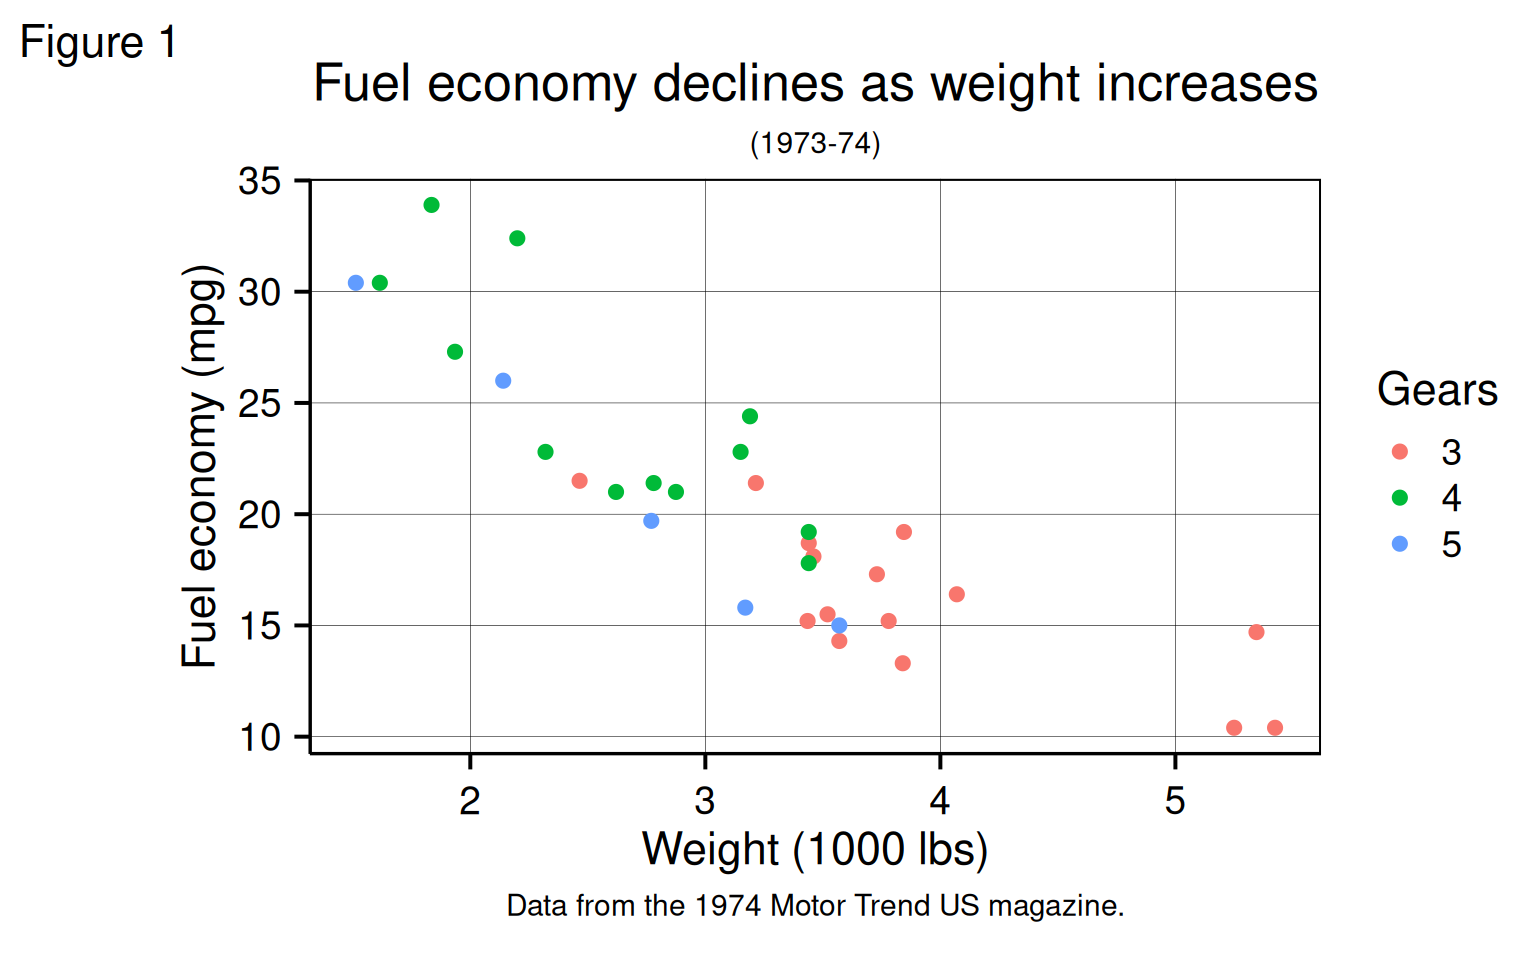 Figure 1
Fuel economy declines as weight increases
(1973-74)
Fuel economy (mpg)
35
30
25
20
15
10
2 3 4 5
Weight (1000 lbs)
Data from the 1974 Motor Trend US magazine.
Gears
3
4
5